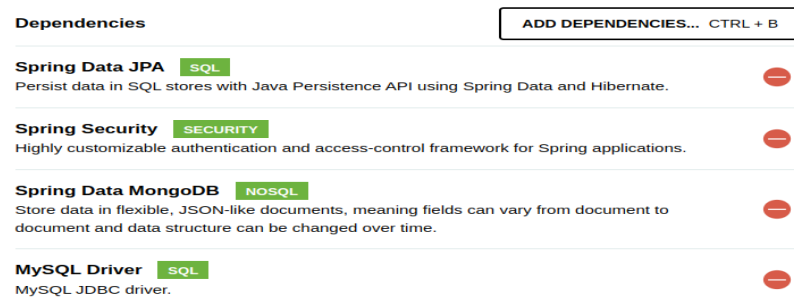 Dependencies
ADD DEPENDENCIES... CTRL + B
Spring Data JPA SQL
Persist data in SQL stores with Java Persistence API using Spring Data and Hibernate.
Spring Security SECURITY
Highly customizable authentication and access-control framework for Spring applications.
Spring Data MongoDB NOSQL
Store data in flexible, JSON-like documents, meaning fields can vary from document to
document and data structure can be changed over time.
MySQL Driver SQL
MySQL JDBC driver.